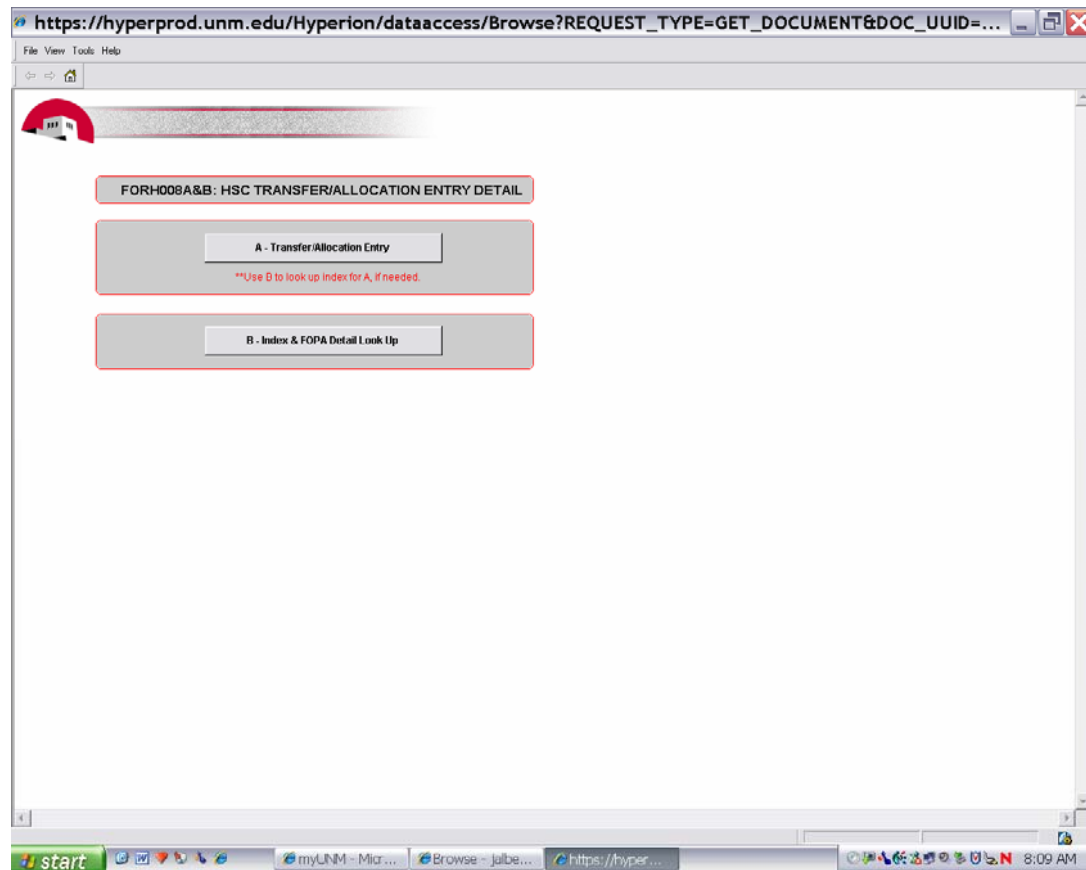 https://hyperprod.unm.edu/Hyperion/dataaccess/Browse?REQUEST_TYPE=GET_DOCUMENT&DOC_UUID=...
File View Tools Help
FORH008A&B: HSC TRANSFER/ALLOCATION ENTRY DETAIL
A - Transfer/Allocation Entry
**Use B to look up index for A, if needed.
B - Index & FOPA Detail Look Up
start myUNM - Micr... Browse - jalbe... https://hyper... N 8:09 AM